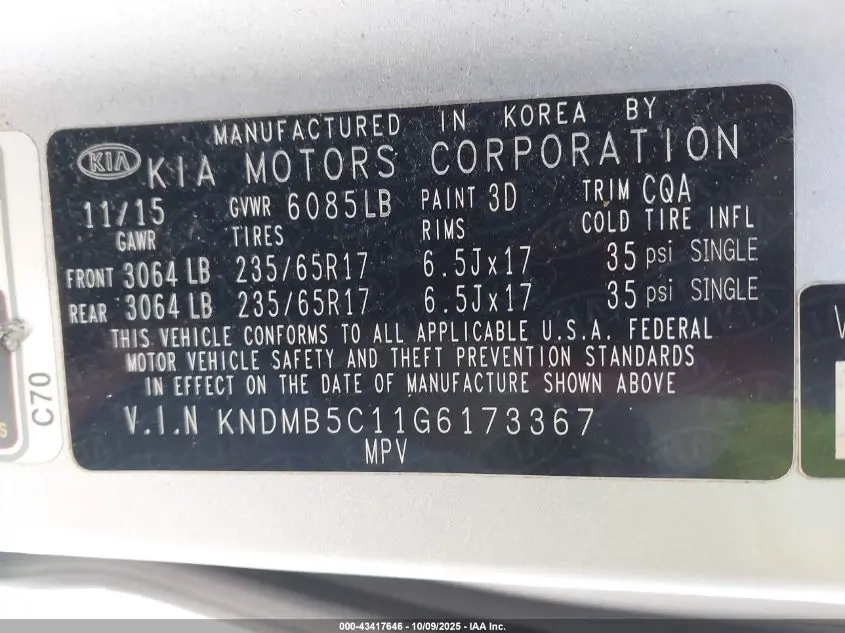 MANUFACTURED IN KOREA BY
KIA KIA MOTORS CORPORATION
11/15 GVWR 6085LB PAINT 3D TRIM CQA
GAWR TIRES RIMS COLD TIRE INFL
FRONT 3064 LB 235/65R17 6.5Jx17 35 psi SINGLE
REAR 3064 LB 235/65R17 6.5Jx17 35 psi SINGLE
THIS VEHICLE CONFORMS TO ALL APPLICABLE U.S.A. FEDERAL
MOTOR VEHICLE SAFETY AND THEFT PREVENTION STANDARDS
IN EFFECT ON THE DATE OF MANUFACTURE SHOWN ABOVE
V.I.N KNDMB5C11G6173367
MPV
C70
000-43417646 - 10/09/2025 - IAA Inc.